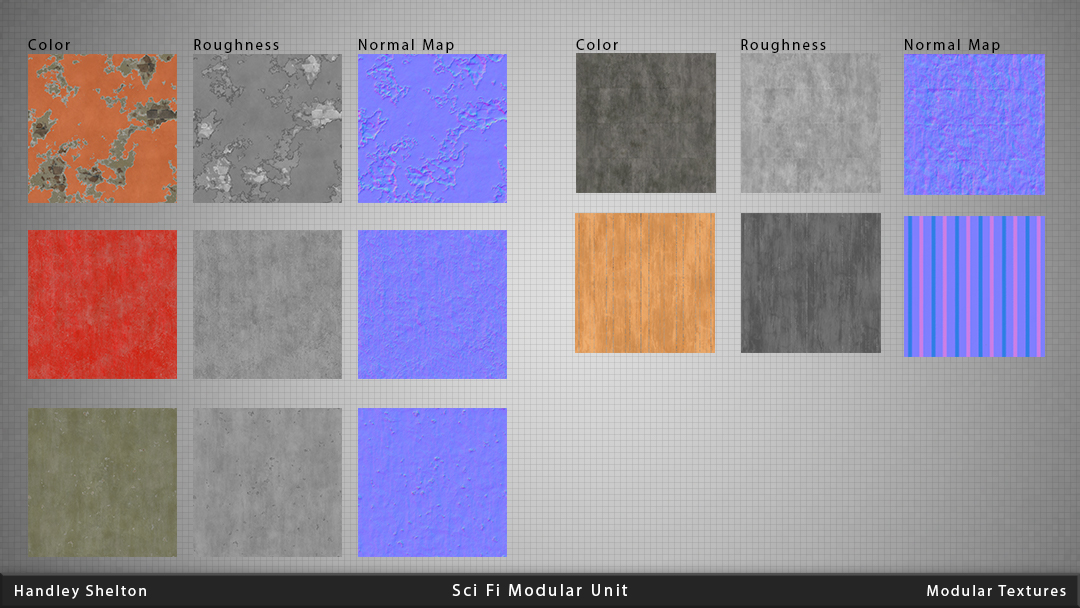 Color
Roughness
Normal Map
Color
Roughness
Normal Map
Handley Shelton
Sci Fi Modular Unit
Modular Textures